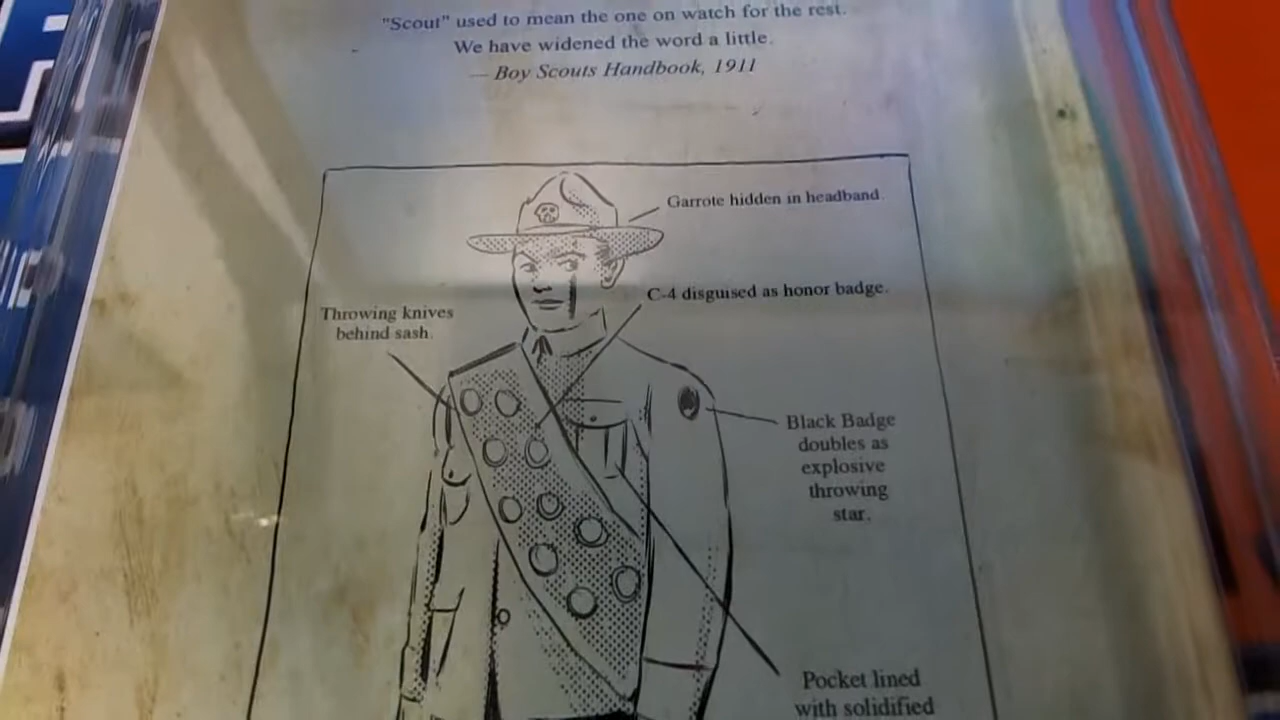 "Scout" used to mean the one on watch for the rest.
We have widened the word a little.
— Boy Scouts Handbook, 1911
Garrote hidden in headband.
C-4 disguised as honor badge.
Throwing knives
behind sash.
Black Badge
doubles as
explosive
throwing
star.
Pocket lined
with solidified